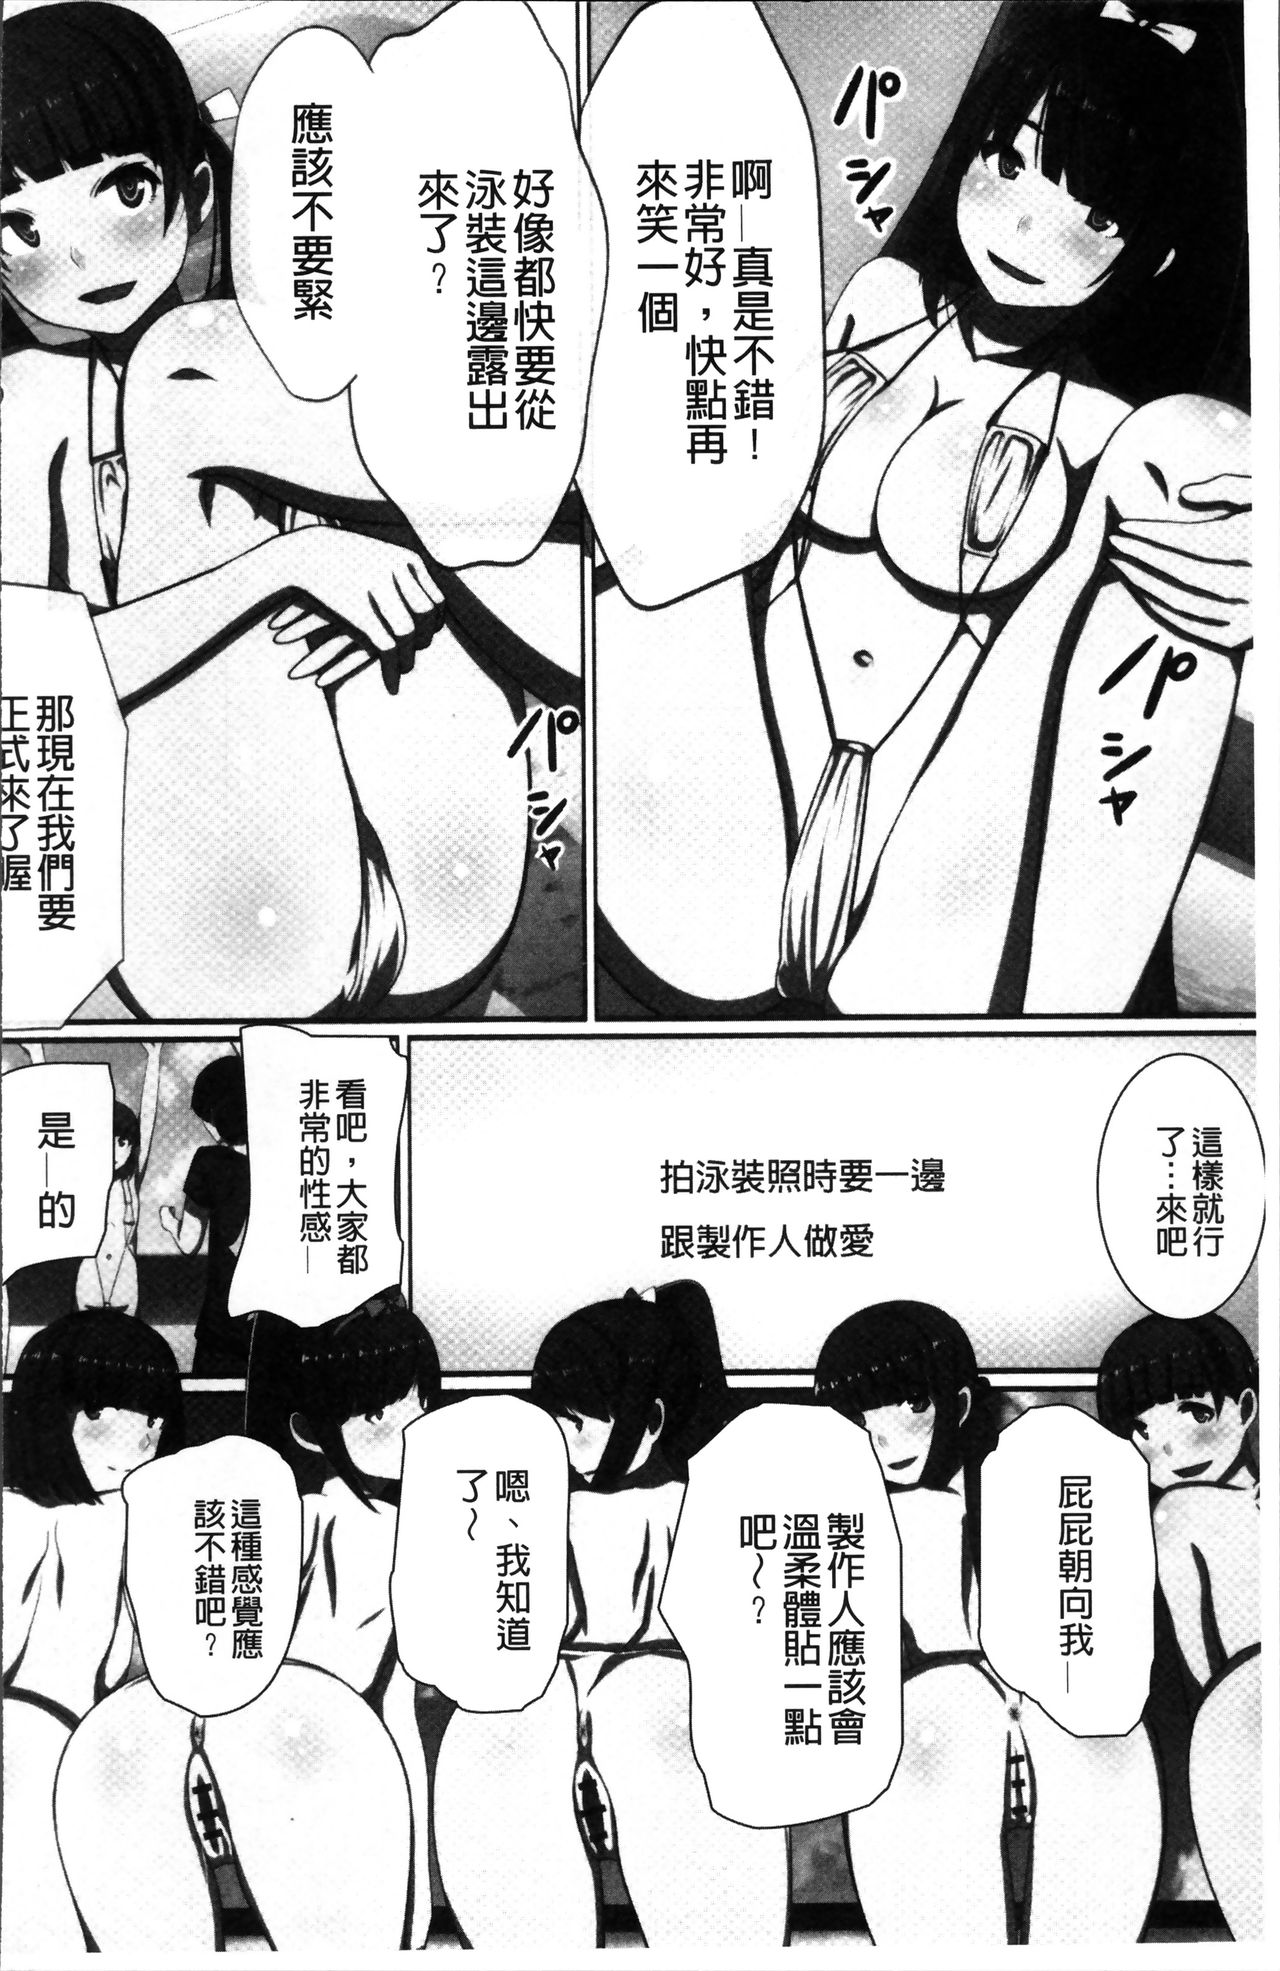 啊—真是不錯！
非常好，快點再
來笑一個
パシャ
パシャ
好像都快要從
泳裝這邊露出
來了？
應該不要緊
パシャ
那現在我們要
正式來了喔
這樣就行
了…來吧
拍泳裝照時要一邊
跟製作人做愛
看吧，大家都
非常的性感—
是—的
屁屁朝向我—
製作人應該會
溫柔體貼一點
吧～？
嗯、我知道
了～
這種感覺應
該不錯吧？